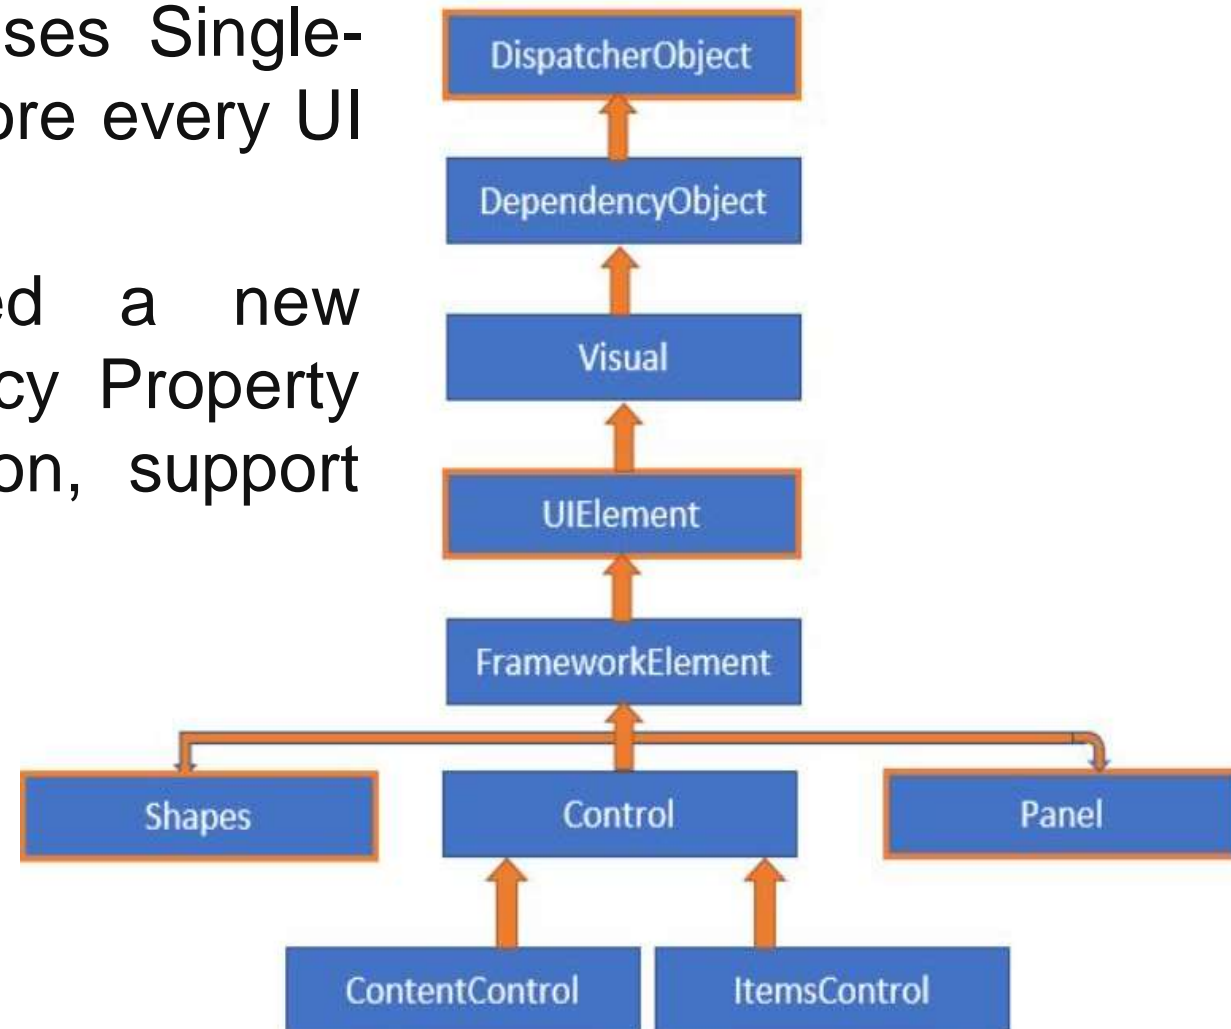 ses Single-
ore every UI
ed a new
cy Property
on, support
DispatcherObject
DependencyObject
Visual
UIElement
FrameworkElement
Shapes
Control
Panel
ContentControl
ItemsControl